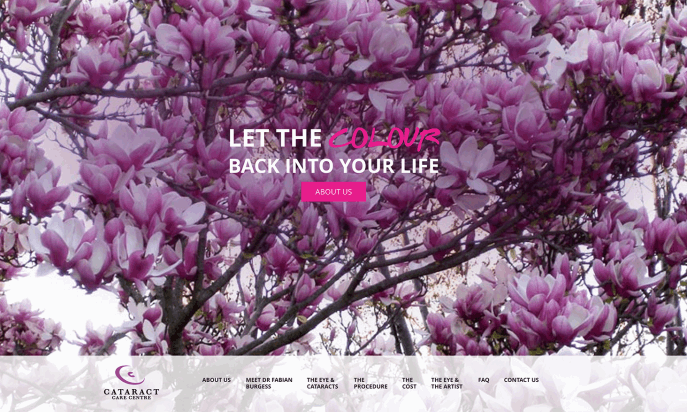 LET THE COLOUR
BACK INTO YOUR LIFE
ABOUT US
CATARACT
CARE CENTRE
ABOUT US
MEET DR FABIAN
BURGESS
THE EYE &
CATARACTS
THE
PROCEDURE
THE
COST
THE EYE &
THE ARTIST
FAQ
CONTACT US